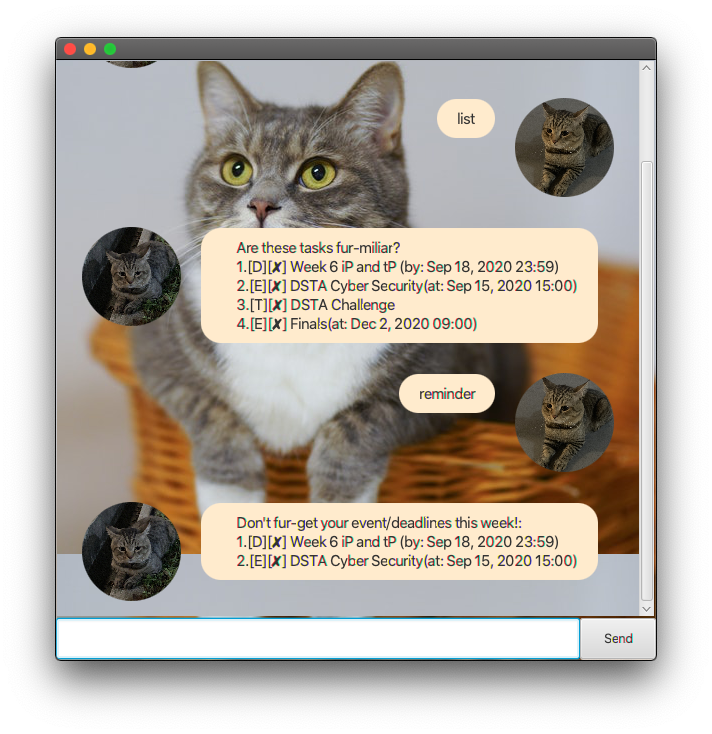 list
Are these tasks fur-miliar?
1.[D][✘] Week 6 iP and tP (by: Sep 18, 2020 23:59)
2.[E][✘] DSTA Cyber Security(at: Sep 15, 2020 15:00)
3.[T][✘] DSTA Challenge
4.[E][✘] Finals(at: Dec 2, 2020 09:00)
reminder
Don't fur-get your event/deadlines this week!:
1.[D][✘] Week 6 iP and tP (by: Sep 18, 2020 23:59)
2.[E][✘] DSTA Cyber Security(at: Sep 15, 2020 15:00)
Send